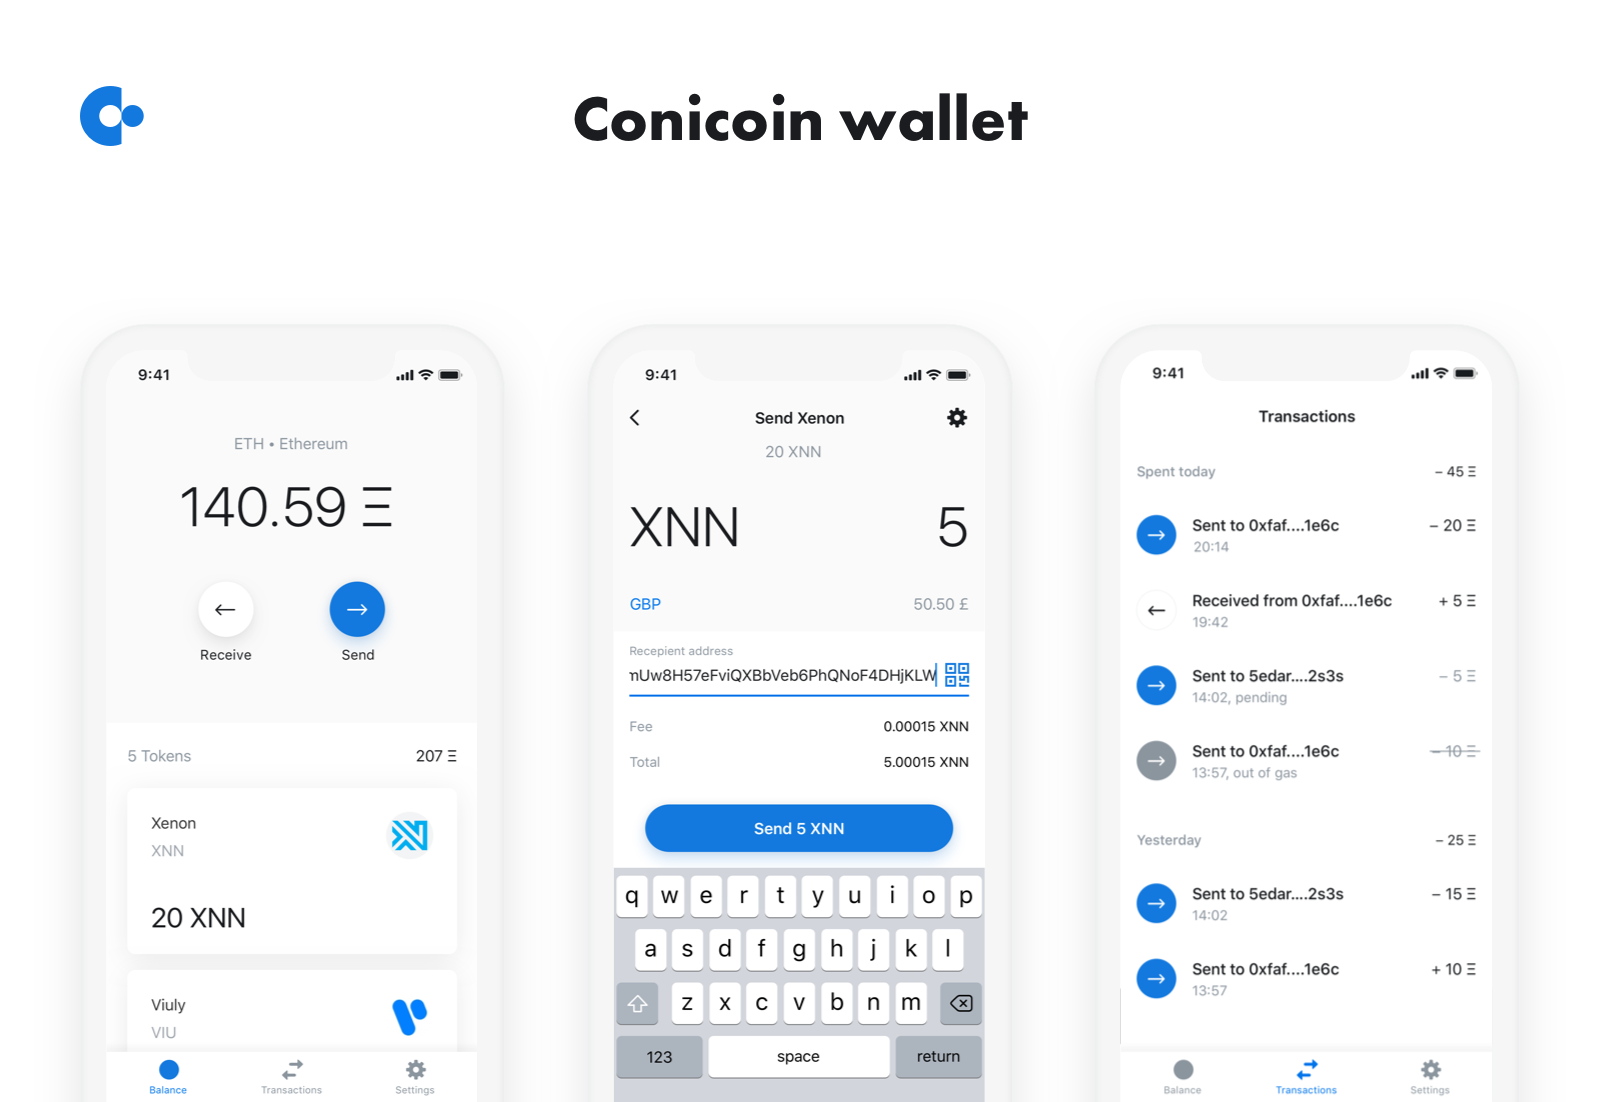 Conicoin wallet
9:41
ETH • Ethereum
140.59 Ξ
Receive
Send
5 Tokens
207 Ξ
Xenon
XNN
20 XNN
Viuly
VIU
Balance
Transactions
Settings
9:41
Send Xenon
20 XNN
XNN
5
GBP
50.50 £
Recepient address
mUw8H57eFviQXBbVeb6PhQNoF4DHjKLW
Fee
0.00015 XNN
Total
5.00015 XNN
Send 5 XNN
q w e r t y u i o p
a s d f g h j k l
z x c v b n m
123
space
return
9:41
Transactions
Spent today
– 45 Ξ
Sent to 0xfaf....1e6c
– 20 Ξ
20:14
Received from 0xfaf....1e6c
+ 5 Ξ
19:42
Sent to 5edar....2s3s
– 5 Ξ
14:02, pending
Sent to 0xfaf....1e6c
– 10 Ξ
13:57, out of gas
Yesterday
– 25 Ξ
Sent to 5edar....2s3s
– 15 Ξ
14:02
Sent to 0xfaf....1e6c
+ 10 Ξ
13:57
Balance
Transactions
Settings